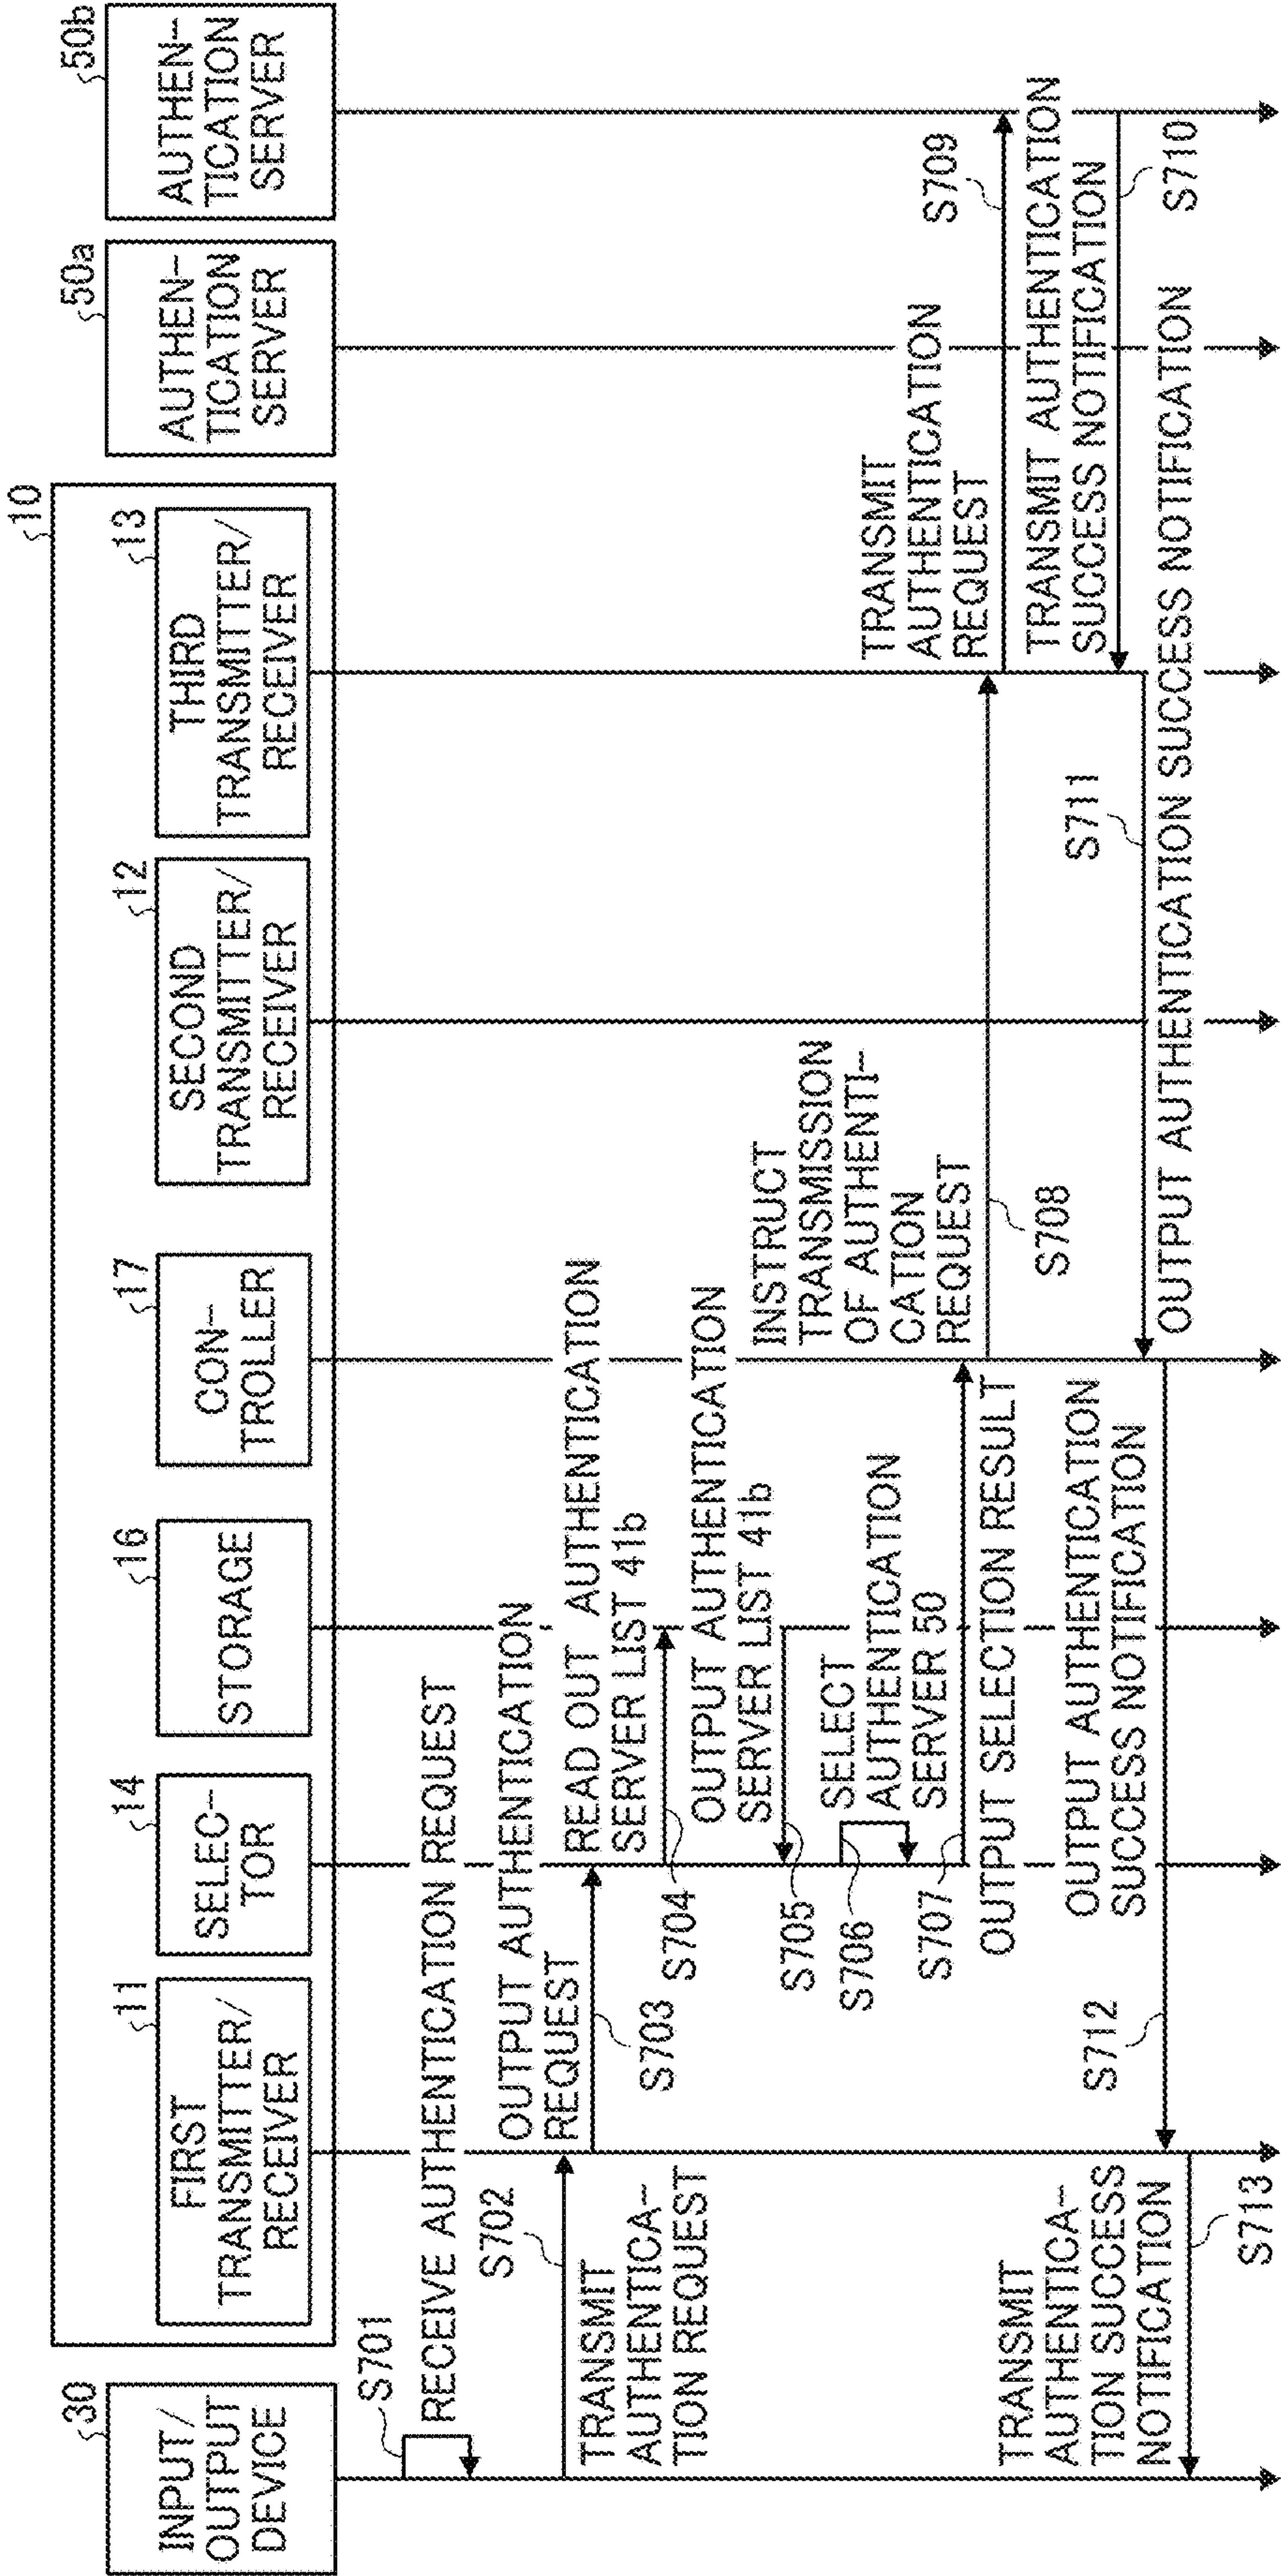 30
INPUT/
OUTPUT
DEVICE
10
11
FIRST
TRANSMITTER/
RECEIVER
14
SELEC-
TOR
16
STORAGE
17
CON-
TROLLER
12
SECOND
TRANSMITTER/
RECEIVER
13
THIRD
TRANSMITTER/
RECEIVER
50a
AUTHEN-
TICATION
SERVER
50b
AUTHEN-
TICATION
SERVER
S701
RECEIVE AUTHENTICATION REQUEST
S702
TRANSMIT
AUTHENTICA-
TION REQUEST
OUTPUT AUTHENTICATION
REQUEST
S703
READ OUT AUTHENTICATION
SERVER LIST 41b
S704
OUTPUT AUTHENTICATION
SERVER LIST 41b
S705
SELECT
AUTHENTICATION
SERVER 50
S706
S707
OUTPUT SELECTION RESULT
INSTRUCT
TRANSMISSION
OF AUTHENTI-
CATION
REQUEST
S708
TRANSMIT
AUTHENTICATION
REQUEST
S709
TRANSMIT AUTHENTICATION
SUCCESS NOTIFICATION
S710
S711
OUTPUT AUTHENTICATION SUCCESS NOTIFICATION
OUTPUT AUTHENTICATION
SUCCESS NOTIFICATION
S712
TRANSMIT
AUTHENTICA-
TION SUCCESS
NOTIFICATION
S713